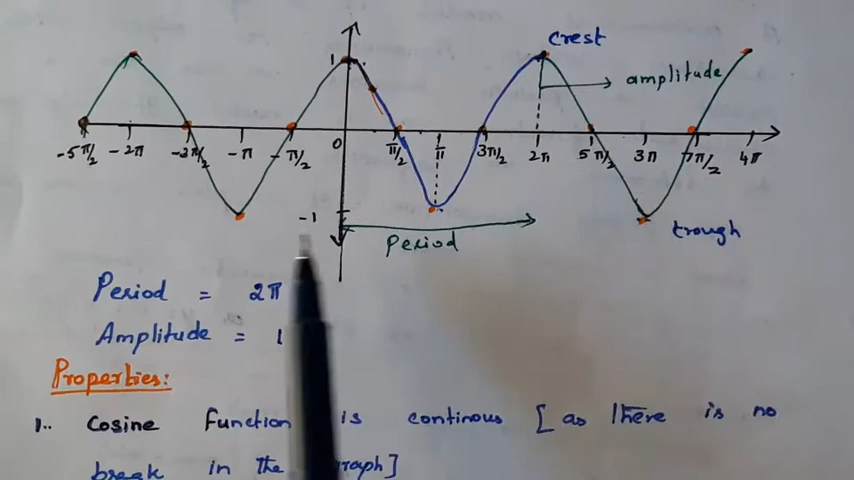 crest
1
amplitude
-5π/2 -2π -3π/2 -π -π/2 0 π/2 π 3π/2 2π 5π/2 3π 7π/2 4π
-1
Period
trough
Period = 2π
Amplitude = 1
Properties:
1.. Cosine Function is continous [as there is no
break in the graph]